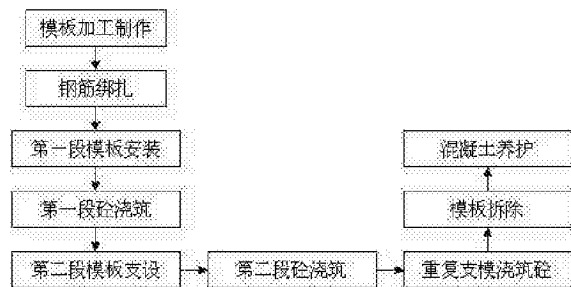 模板加工制作
钢筋绑扎
第一段模板安装
第一段砼浇筑
第二段模板支设
第二段砼浇筑
重复支模浇筑砼
模板拆除
混凝土养护